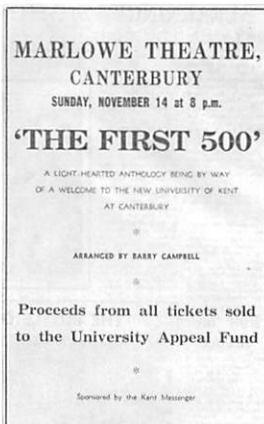 MARLOWE THEATRE,
CANTERBURY
SUNDAY, NOVEMBER 14 at 8 p.m.
'THE FIRST 500'
A LIGHT-HEARTED ANTHOLOGY BEING BY WAY
OF A WELCOME TO THE NEW UNIVERSITY OF KENT
AT CANTERBURY
ARRANGED BY BARRY CAMPBELL
Proceeds from all tickets sold
to the University Appeal Fund
Sponsored by the Kent Messenger